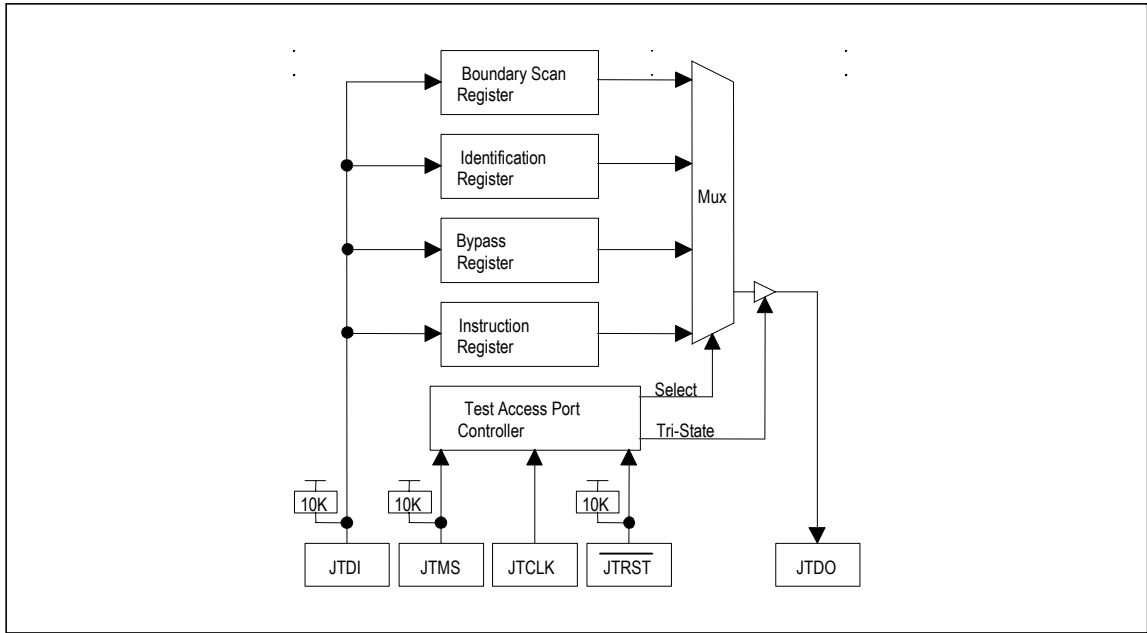 Boundary Scan
Register
Identification
Register
Mux
Bypass
Register
Instruction
Register
Select
Test Access Port
Controller
Tri-State
10K
10K
10K
JTDI
JTMS
JTCLK
JTRST
JTDO